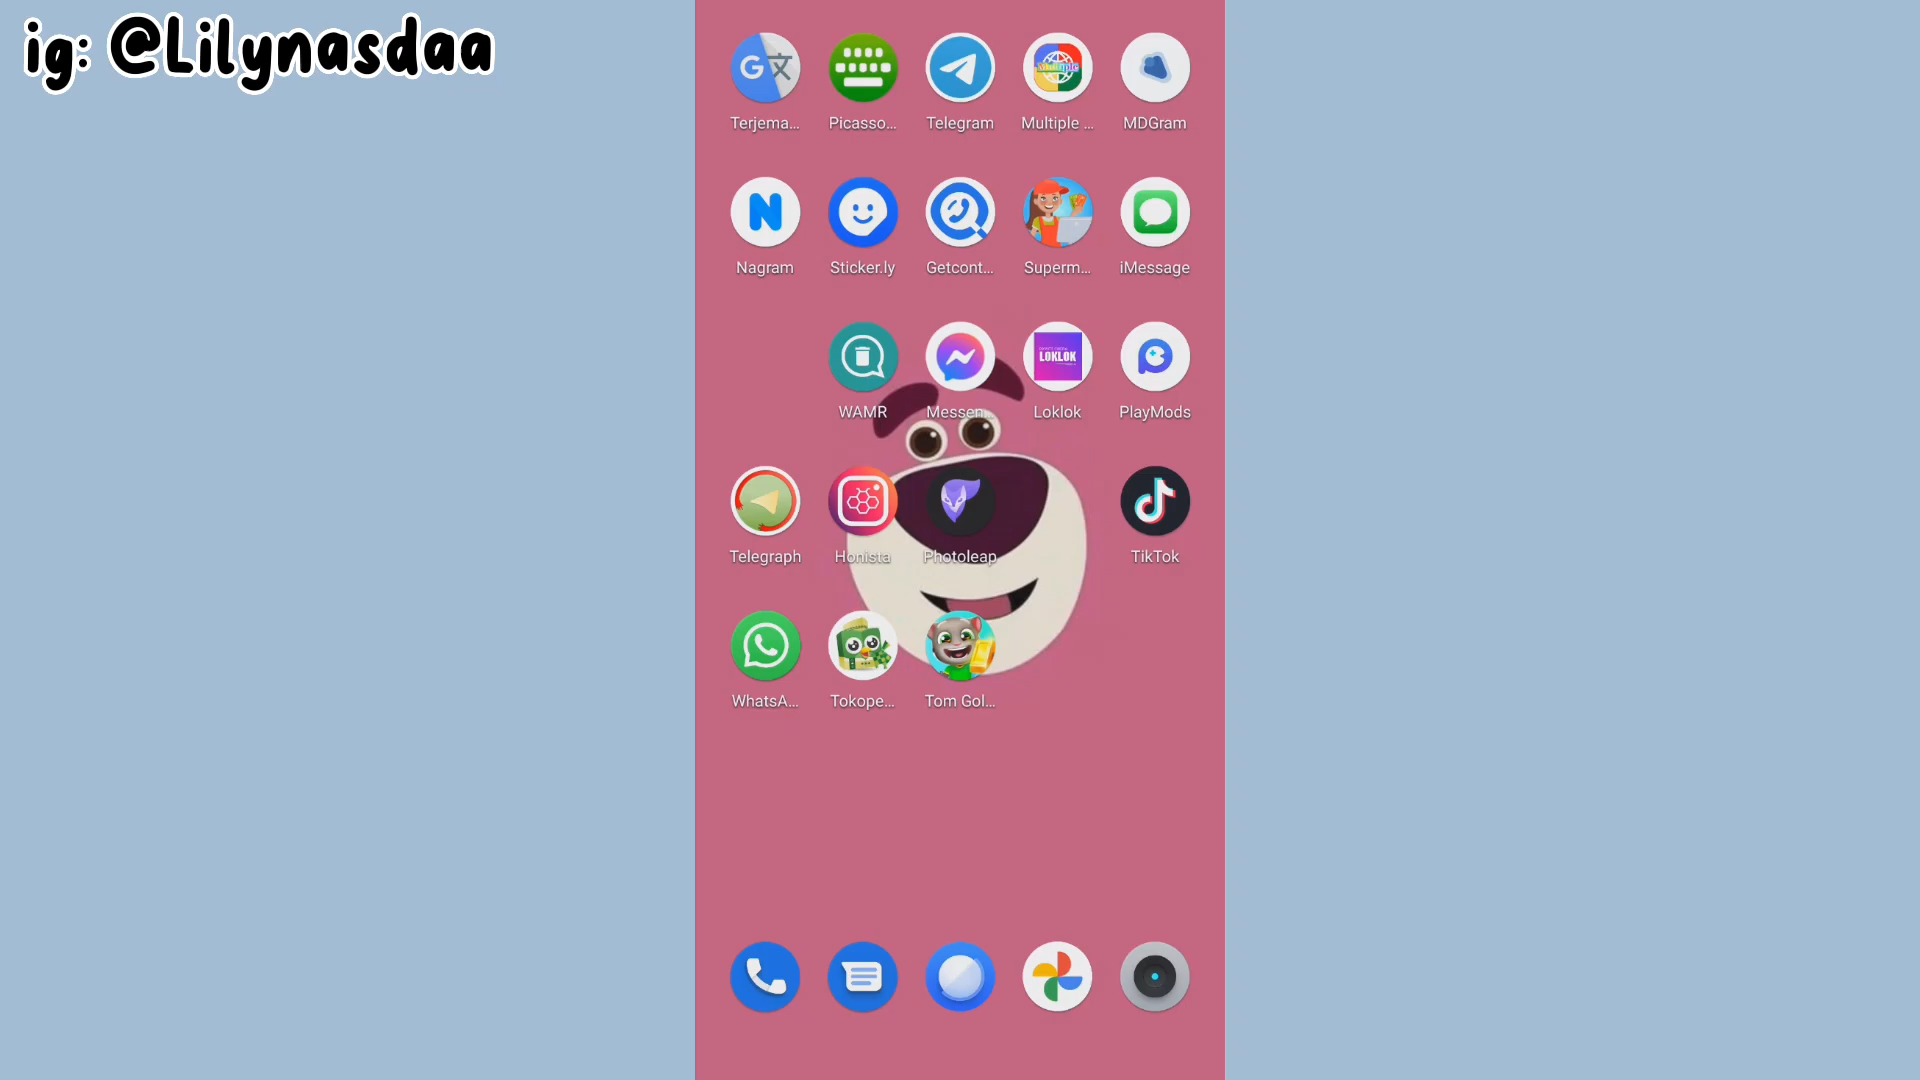 ig: @Lilynasdaa
Terjema... Picasso... Telegram Multiple ... MDGram
Nagram Sticker.ly Getcont... Superm... iMessage
LOKLOK
WAMR Messen... Loklok PlayMods
Telegraph Honista Photoleap TikTok
WhatsA... Tokope... Tom Gol...